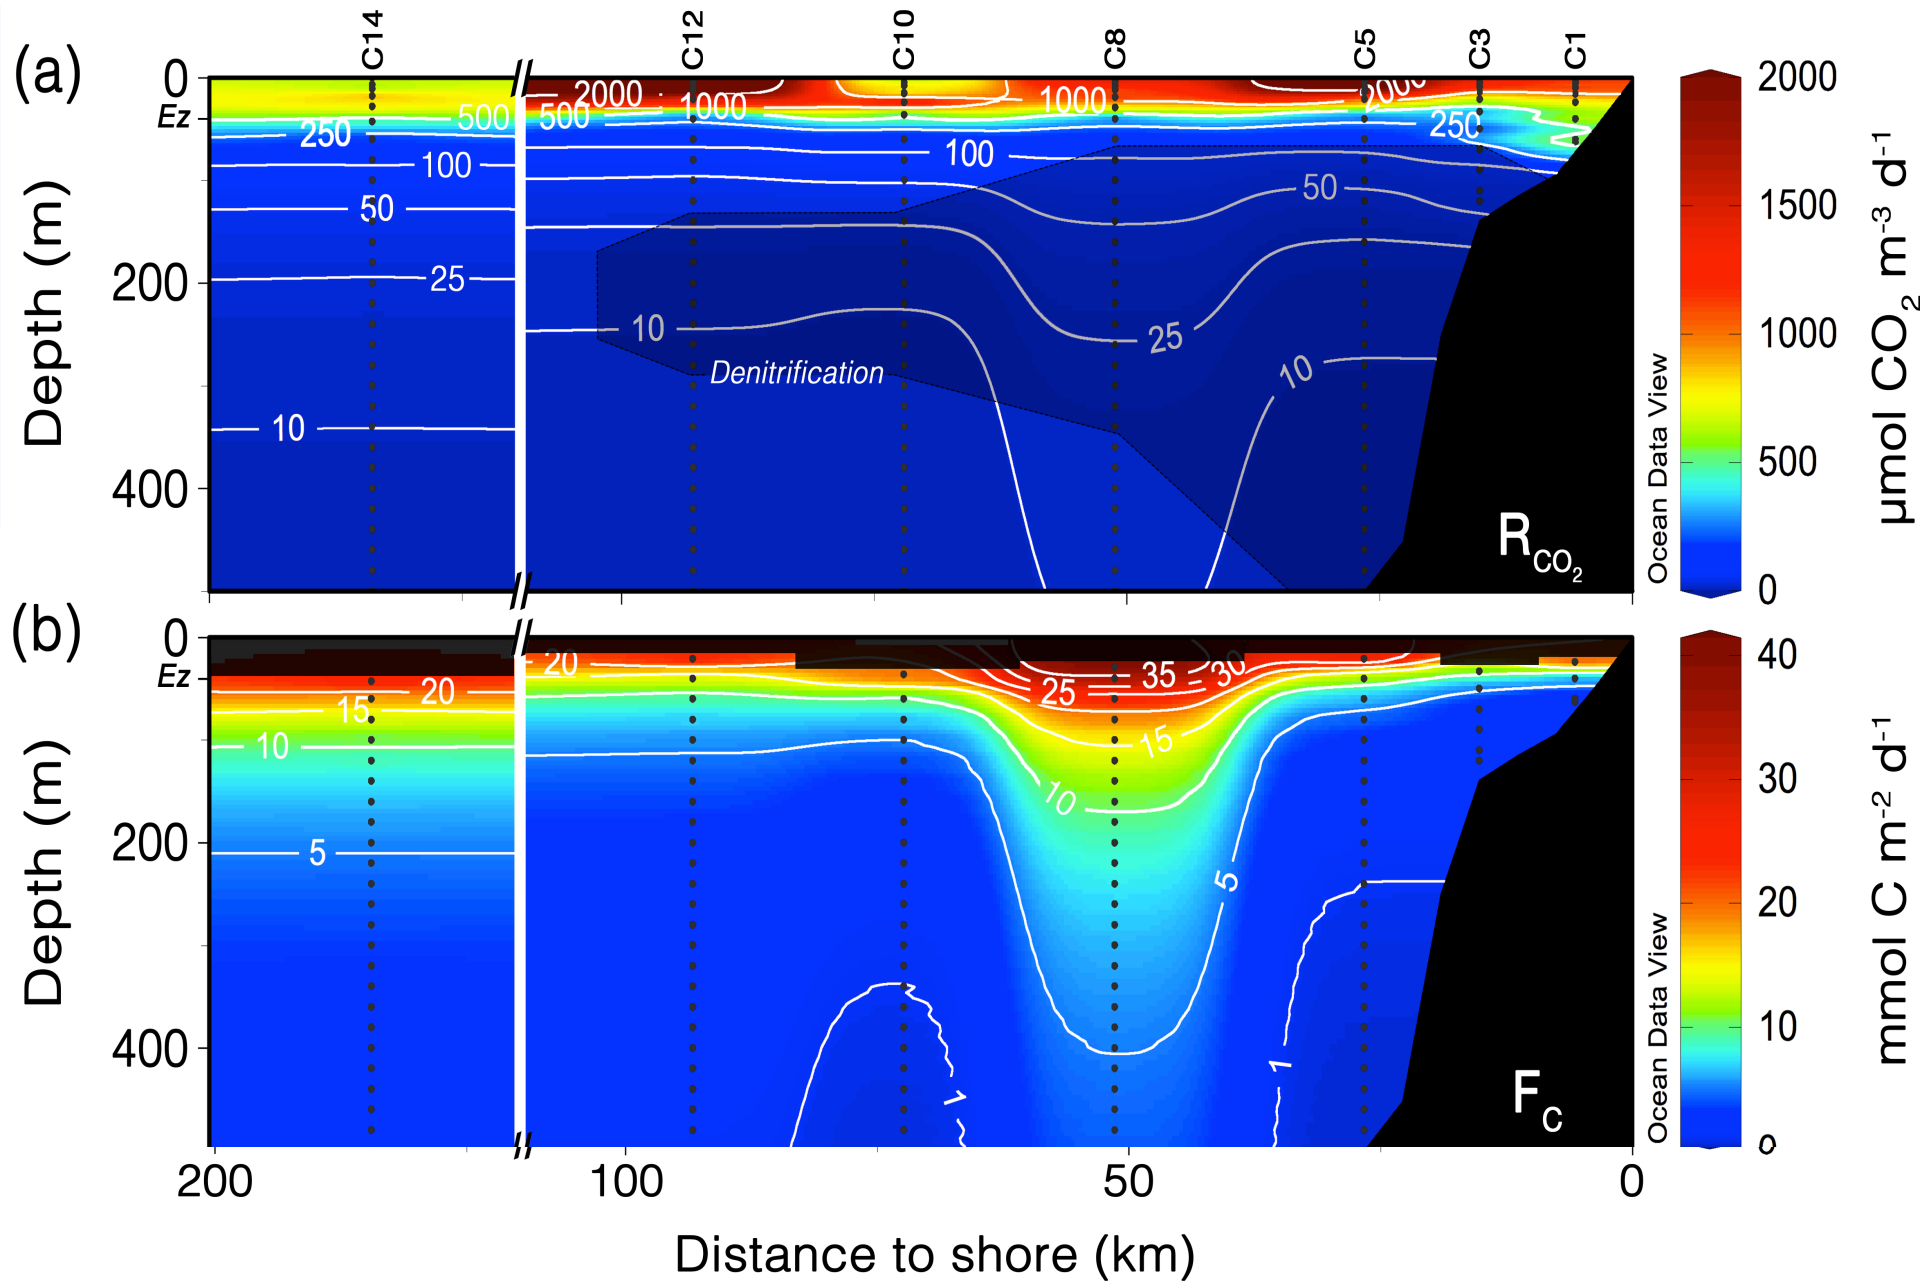 C14 C12 C10 C8 C5 C3 C1
(a)
0
Ez
200
400
Depth (m)
500
250
100
50
25
10
2000
500
1000
1000
2000
250
100
50
25
10
10
Denitrification
R_CO₂
Ocean Data View
2000
1500
1000
500
0
µmol CO₂ m⁻³ d⁻¹
(b)
0
Ez
200
400
Depth (m)
20
15
10
5
20
35
30
25
15
10
5
1
1
F_C
Ocean Data View
40
30
20
10
0
mmol C m⁻² d⁻¹
200 100 50 0
Distance to shore (km)